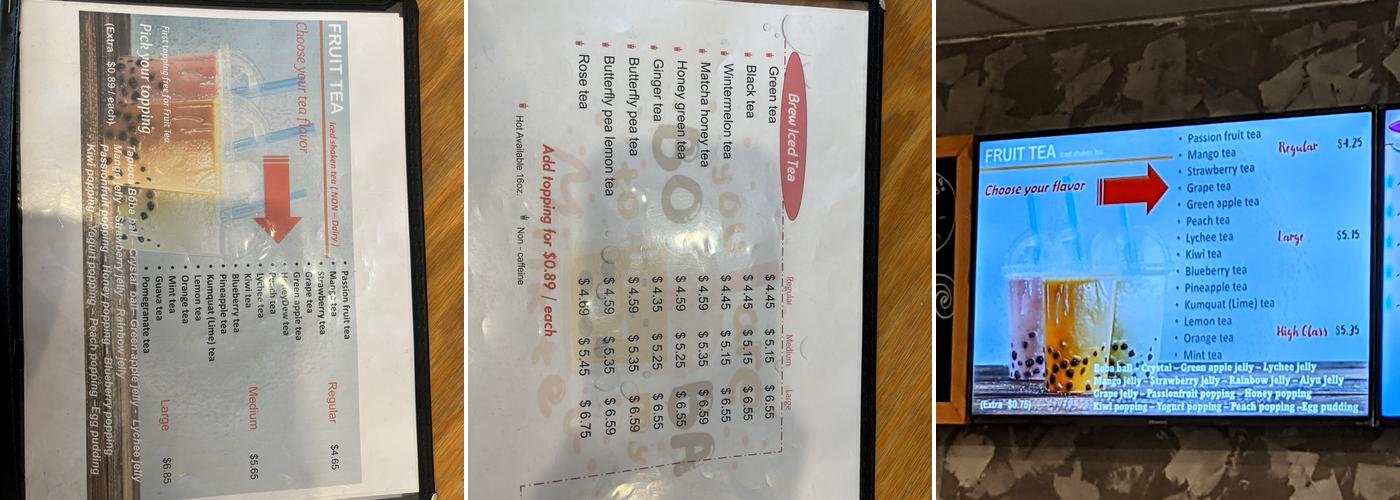 FRUIT TEA Iced shaken tea ( NON – Dairy )
Choose your tea flavor
• Passion fruit tea
• Mango tea
• Strawberry tea
• Grape tea
• Green apple tea
• HoneyDew tea
• Peach tea
• Lychee tea
• Kiwi tea
• Blueberry tea
• Pineapple tea
• Kumquat (Lime) tea
• Lemon tea
• Orange tea
• Mint tea
• Guava tea
• Pomegranate tea
Regular $4.65
Medium $5.65
Large $6.85
First topping free for Fruit Tea
Pick your topping
(Extra $0.89 / each)
Tapioca Boba ball – Crystal ball – Green apple jelly – Lychee jelly
Mango jelly – Strawberry jelly – Rainbow jelly
Passionfruit popping – Honey popping – Blueberry popping
Kiwi popping – Yogurt popping – Peach popping – Egg pudding
Brew Iced Tea
Regular Medium Large
Green tea $ 4.45 $ 5.15 $ 6.55
Black tea $ 4.45 $ 5.15 $ 6.55
Wintermelon tea $ 4.45 $ 5.15 $ 6.55
Matcha honey tea $ 4.59 $ 5.35 $ 6.59
Honey green tea $ 4.59 $ 5.25 $ 6.55
Ginger tea $ 4.35 $ 5.25 $ 6.55
Butterfly pea tea $ 4.59 $ 5.35 $ 6.59
Butterfly pea lemon tea $ 4.59 $ 5.35 $ 6.59
Rose tea $ 4.69 $ 5.45 $ 6.75
Add topping for $0.89 / each
Hot Available 16oz. Non - caffeine
FRUIT TEA Iced shaken tea
Choose your flavor
• Passion fruit tea
• Mango tea
• Strawberry tea
• Grape tea
• Green apple tea
• Peach tea
• Lychee tea
• Kiwi tea
• Blueberry tea
• Pineapple tea
• Kumquat (Lime) tea
• Lemon tea
• Orange tea
• Mint tea
Regular $4.25
Large $5.15
High Class $5.35
(Extra $0.75)
Boba ball – Crystal – Green apple jelly – Lychee jelly
Mango jelly – Strawberry jelly – Rainbow jelly – Aiyu jelly
Grape jelly – Passionfruit popping – Honey popping
Kiwi popping – Yogurt popping – Peach popping –Egg pudding